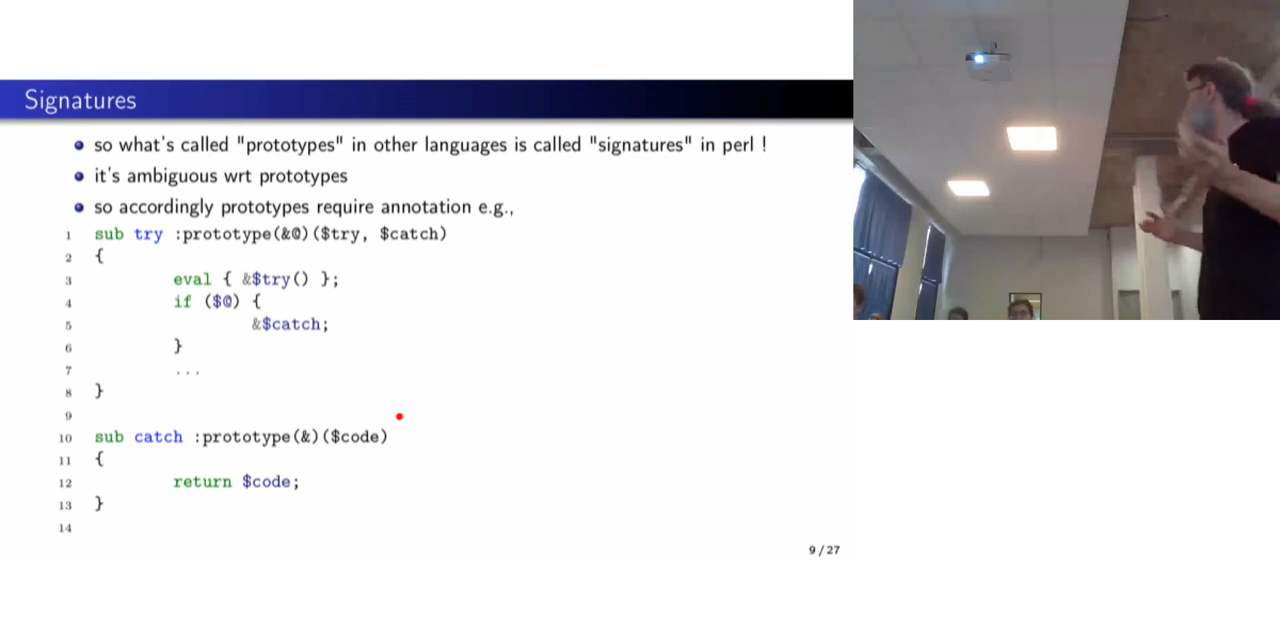 Signatures
so what's called "prototypes" in other languages is called "signatures" in perl !
it's ambiguous wrt prototypes
so accordingly prototypes require annotation e.g.,
1 sub try :prototype(&@)($try, $catch)
2 {
3 eval { &$try() };
4 if ($@) {
5 &$catch;
6 }
7 ...
8 }
9
10 sub catch :prototype(&)($code)
11 {
12 return $code;
13 }
14
9 / 27